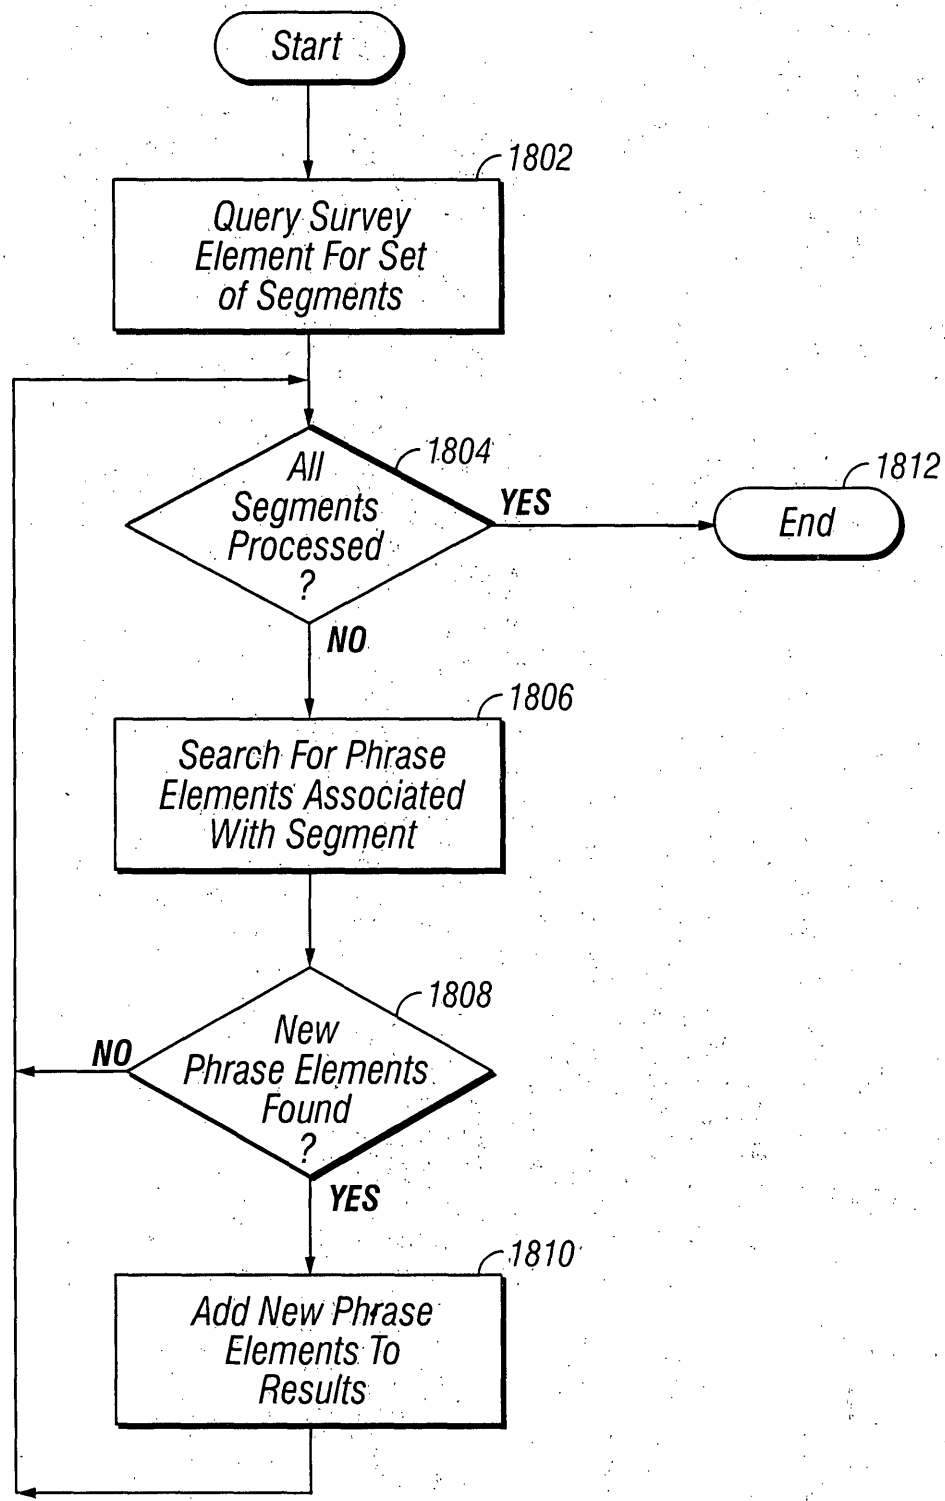 Start
1802
Query Survey
Element For Set
of Segments
1804
All
Segments
Processed
?
YES
1812
End
NO
1806
Search For Phrase
Elements Associated
With Segment
1808
New
Phrase Elements
Found
?
NO
YES
1810
Add New Phrase
Elements To
Results